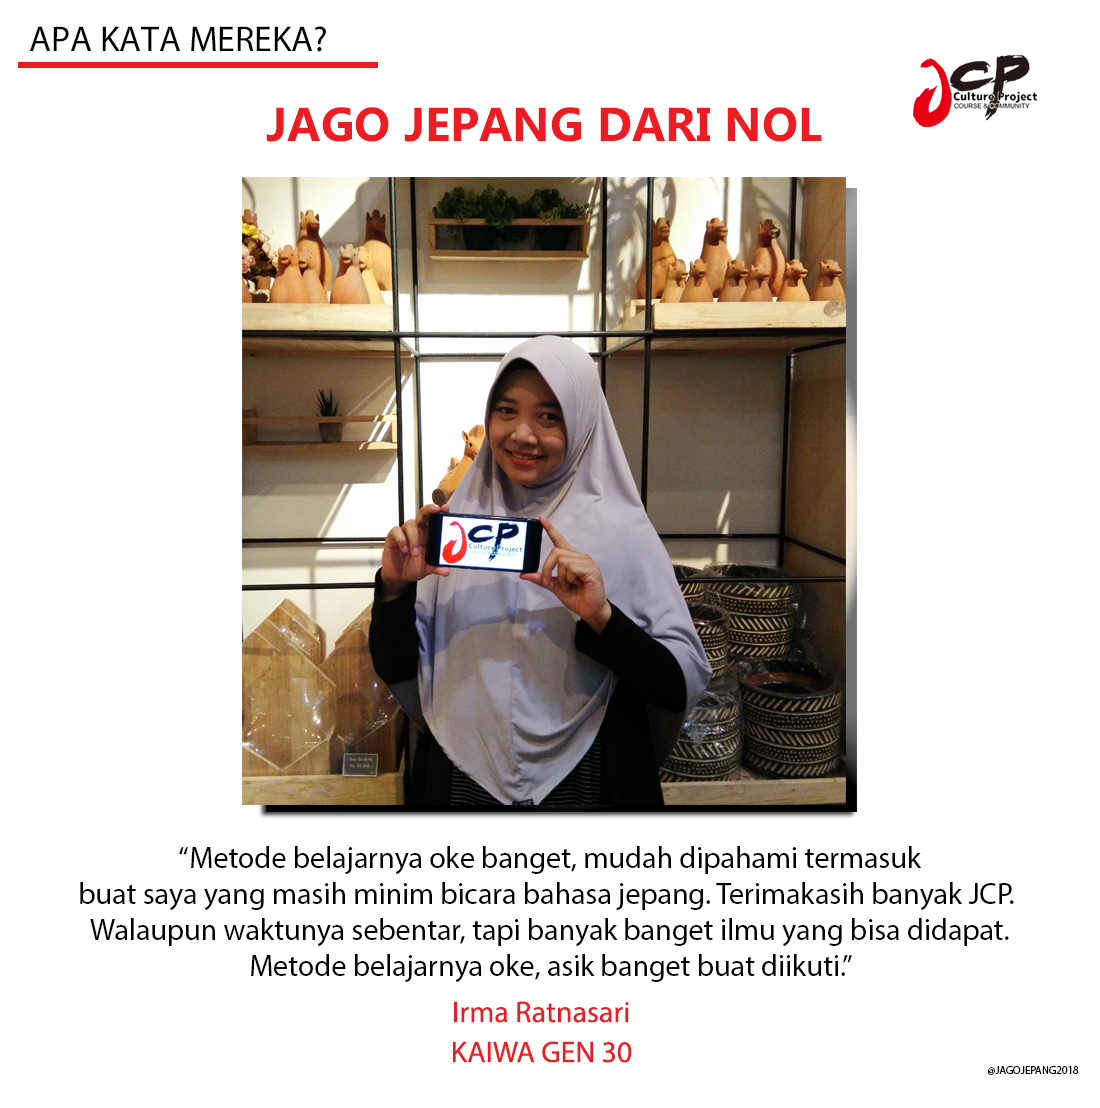 APA KATA MEREKA?
JCP
Culture Project
COURSE & COMMUNITY
JAGO JEPANG DARI NOL
JCP
Culture Project
“Metode belajarnya oke banget, mudah dipahami termasuk
buat saya yang masih minim bicara bahasa jepang. Terimakasih banyak JCP.
Walaupun waktunya sebentar, tapi banyak banget ilmu yang bisa didapat.
Metode belajarnya oke, asik banget buat diikuti.”
Irma Ratnasari
KAIWA GEN 30
@JAGOJEPANG2018